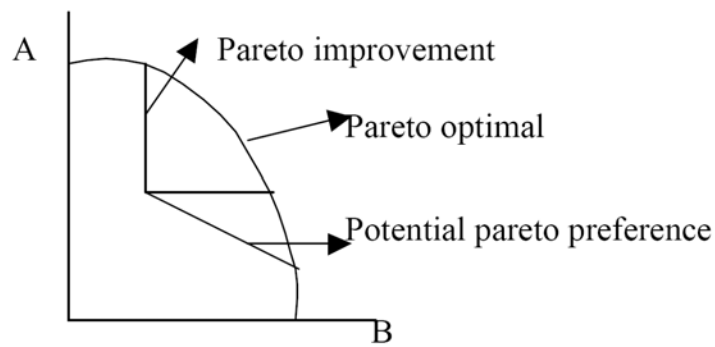 A
Pareto improvement
Pareto optimal
Potential pareto preference
B